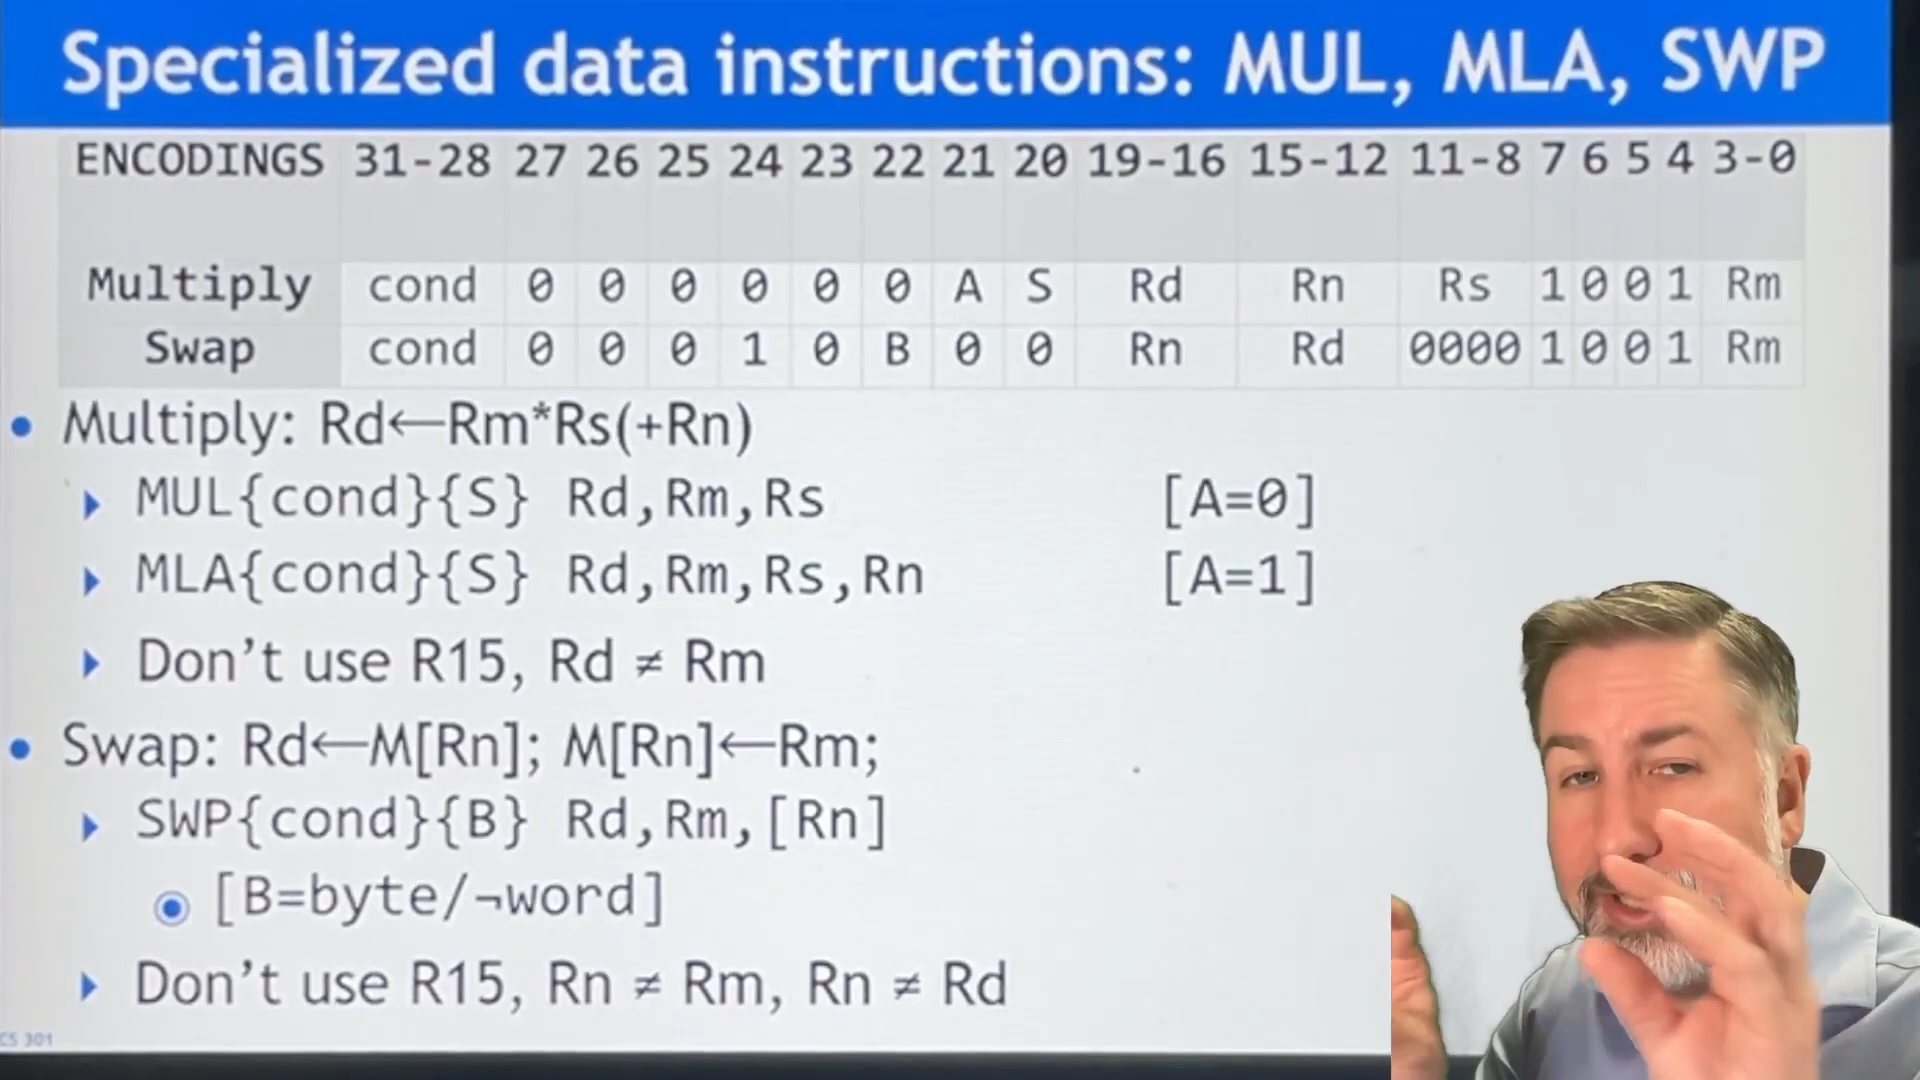 Specialized data instructions: MUL, MLA, SWP
ENCODINGS 31-28 27 26 25 24 23 22 21 20 19-16 15-12 11-8 7 6 5 4 3-0
Multiply cond 0 0 0 0 0 0 A S Rd Rn Rs 1 0 0 1 Rm
Swap cond 0 0 0 1 0 B 0 0 Rn Rd 0000 1 0 0 1 Rm
• Multiply: Rd←Rm*Rs(+Rn)
MUL{cond}{S} Rd,Rm,Rs [A=0]
MLA{cond}{S} Rd,Rm,Rs,Rn [A=1]
Don't use R15, Rd ≠ Rm
• Swap: Rd←M[Rn]; M[Rn]←Rm;
SWP{cond}{B} Rd,Rm,[Rn]
[B=byte/¬word]
Don't use R15, Rn ≠ Rm, Rn ≠ Rd
CS 301